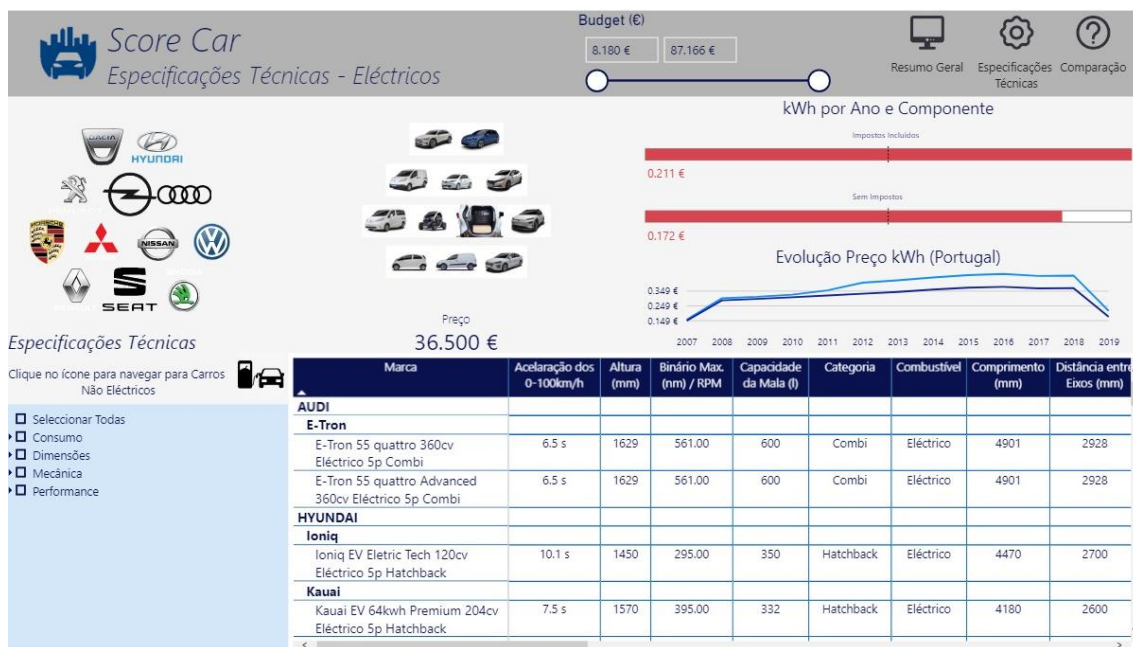 Score Car
Especificações Técnicas - Eléctricos
Budget (€)
8.180 €
87.166 €
Resumo Geral
Especificações
Técnicas
Comparação
DACIA
HYUNDAI
PORSCHE
NISSAN
SEAT
Preço
36.500 €
kWh por Ano e Componente
Impostos Incluidos
0.211 €
Sem Impostos
0.172 €
Evolução Preço kWh (Portugal)
0.349 €
0.249 €
0.149 €
2007 2008 2009 2010 2011 2012 2013 2014 2015 2016 2017 2018 2019
Especificações Técnicas
Clique no ícone para navegar para Carros
Não Eléctricos
Seleccionar Todas
Consumo
Dimensões
Mecânica
Performance
Marca Acelaração dos 0-100km/h Altura (mm) Binário Max. (nm) / RPM Capacidade da Mala (l) Categoria Combustível Comprimento (mm) Distância entre Eixos (mm)
AUDI
E-Tron
E-Tron 55 quattro 360cv 6.5 s 1629 561.00 600 Combi Eléctrico 4901 2928
Eléctrico 5p Combi
E-Tron 55 quattro Advanced 6.5 s 1629 561.00 600 Combi Eléctrico 4901 2928
360cv Eléctrico 5p Combi
HYUNDAI
Ioniq
Ioniq EV Eletric Tech 120cv 10.1 s 1450 295.00 350 Hatchback Eléctrico 4470 2700
Eléctrico 5p Hatchback
Kauai
Kauai EV 64kwh Premium 204cv 7.5 s 1570 395.00 332 Hatchback Eléctrico 4180 2600
Eléctrico 5p Hatchback